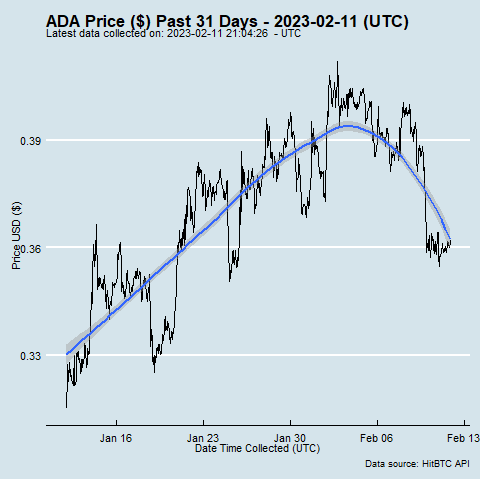 ADA Price ($) Past 31 Days - 2023-02-11 (UTC)
Latest data collected on: 2023-02-11 21:04:26  - UTC
Price USD ($)
0.39
0.36
0.33
Jan 16
Jan 23
Jan 30
Feb 06
Feb 13
Date Time Collected (UTC)
Data source: HitBTC API